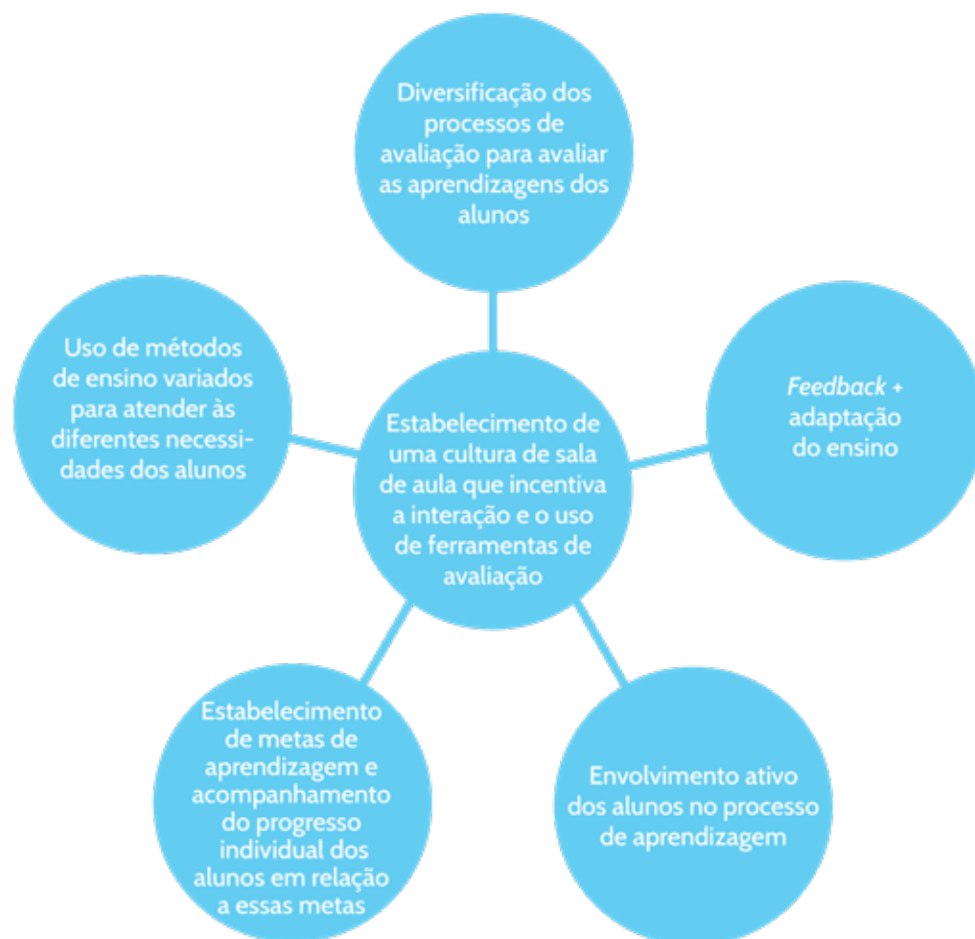 Diversificação dos
processos de
avaliação para avaliar
as aprendizagens dos
alunos
Uso de métodos
de ensino variados
para atender às
diferentes necessi-
dades dos alunos
Feedback +
adaptação
do ensino
Estabelecimento de
uma cultura de sala
de aula que incentiva
a interação e o uso
de ferramentas de
avaliação
Estabelecimento
de metas de
aprendizagem e
acompanhamento
do progresso
individual dos
alunos em relação
a essas metas
Envolvimento ativo
dos alunos no processo
de aprendizagem